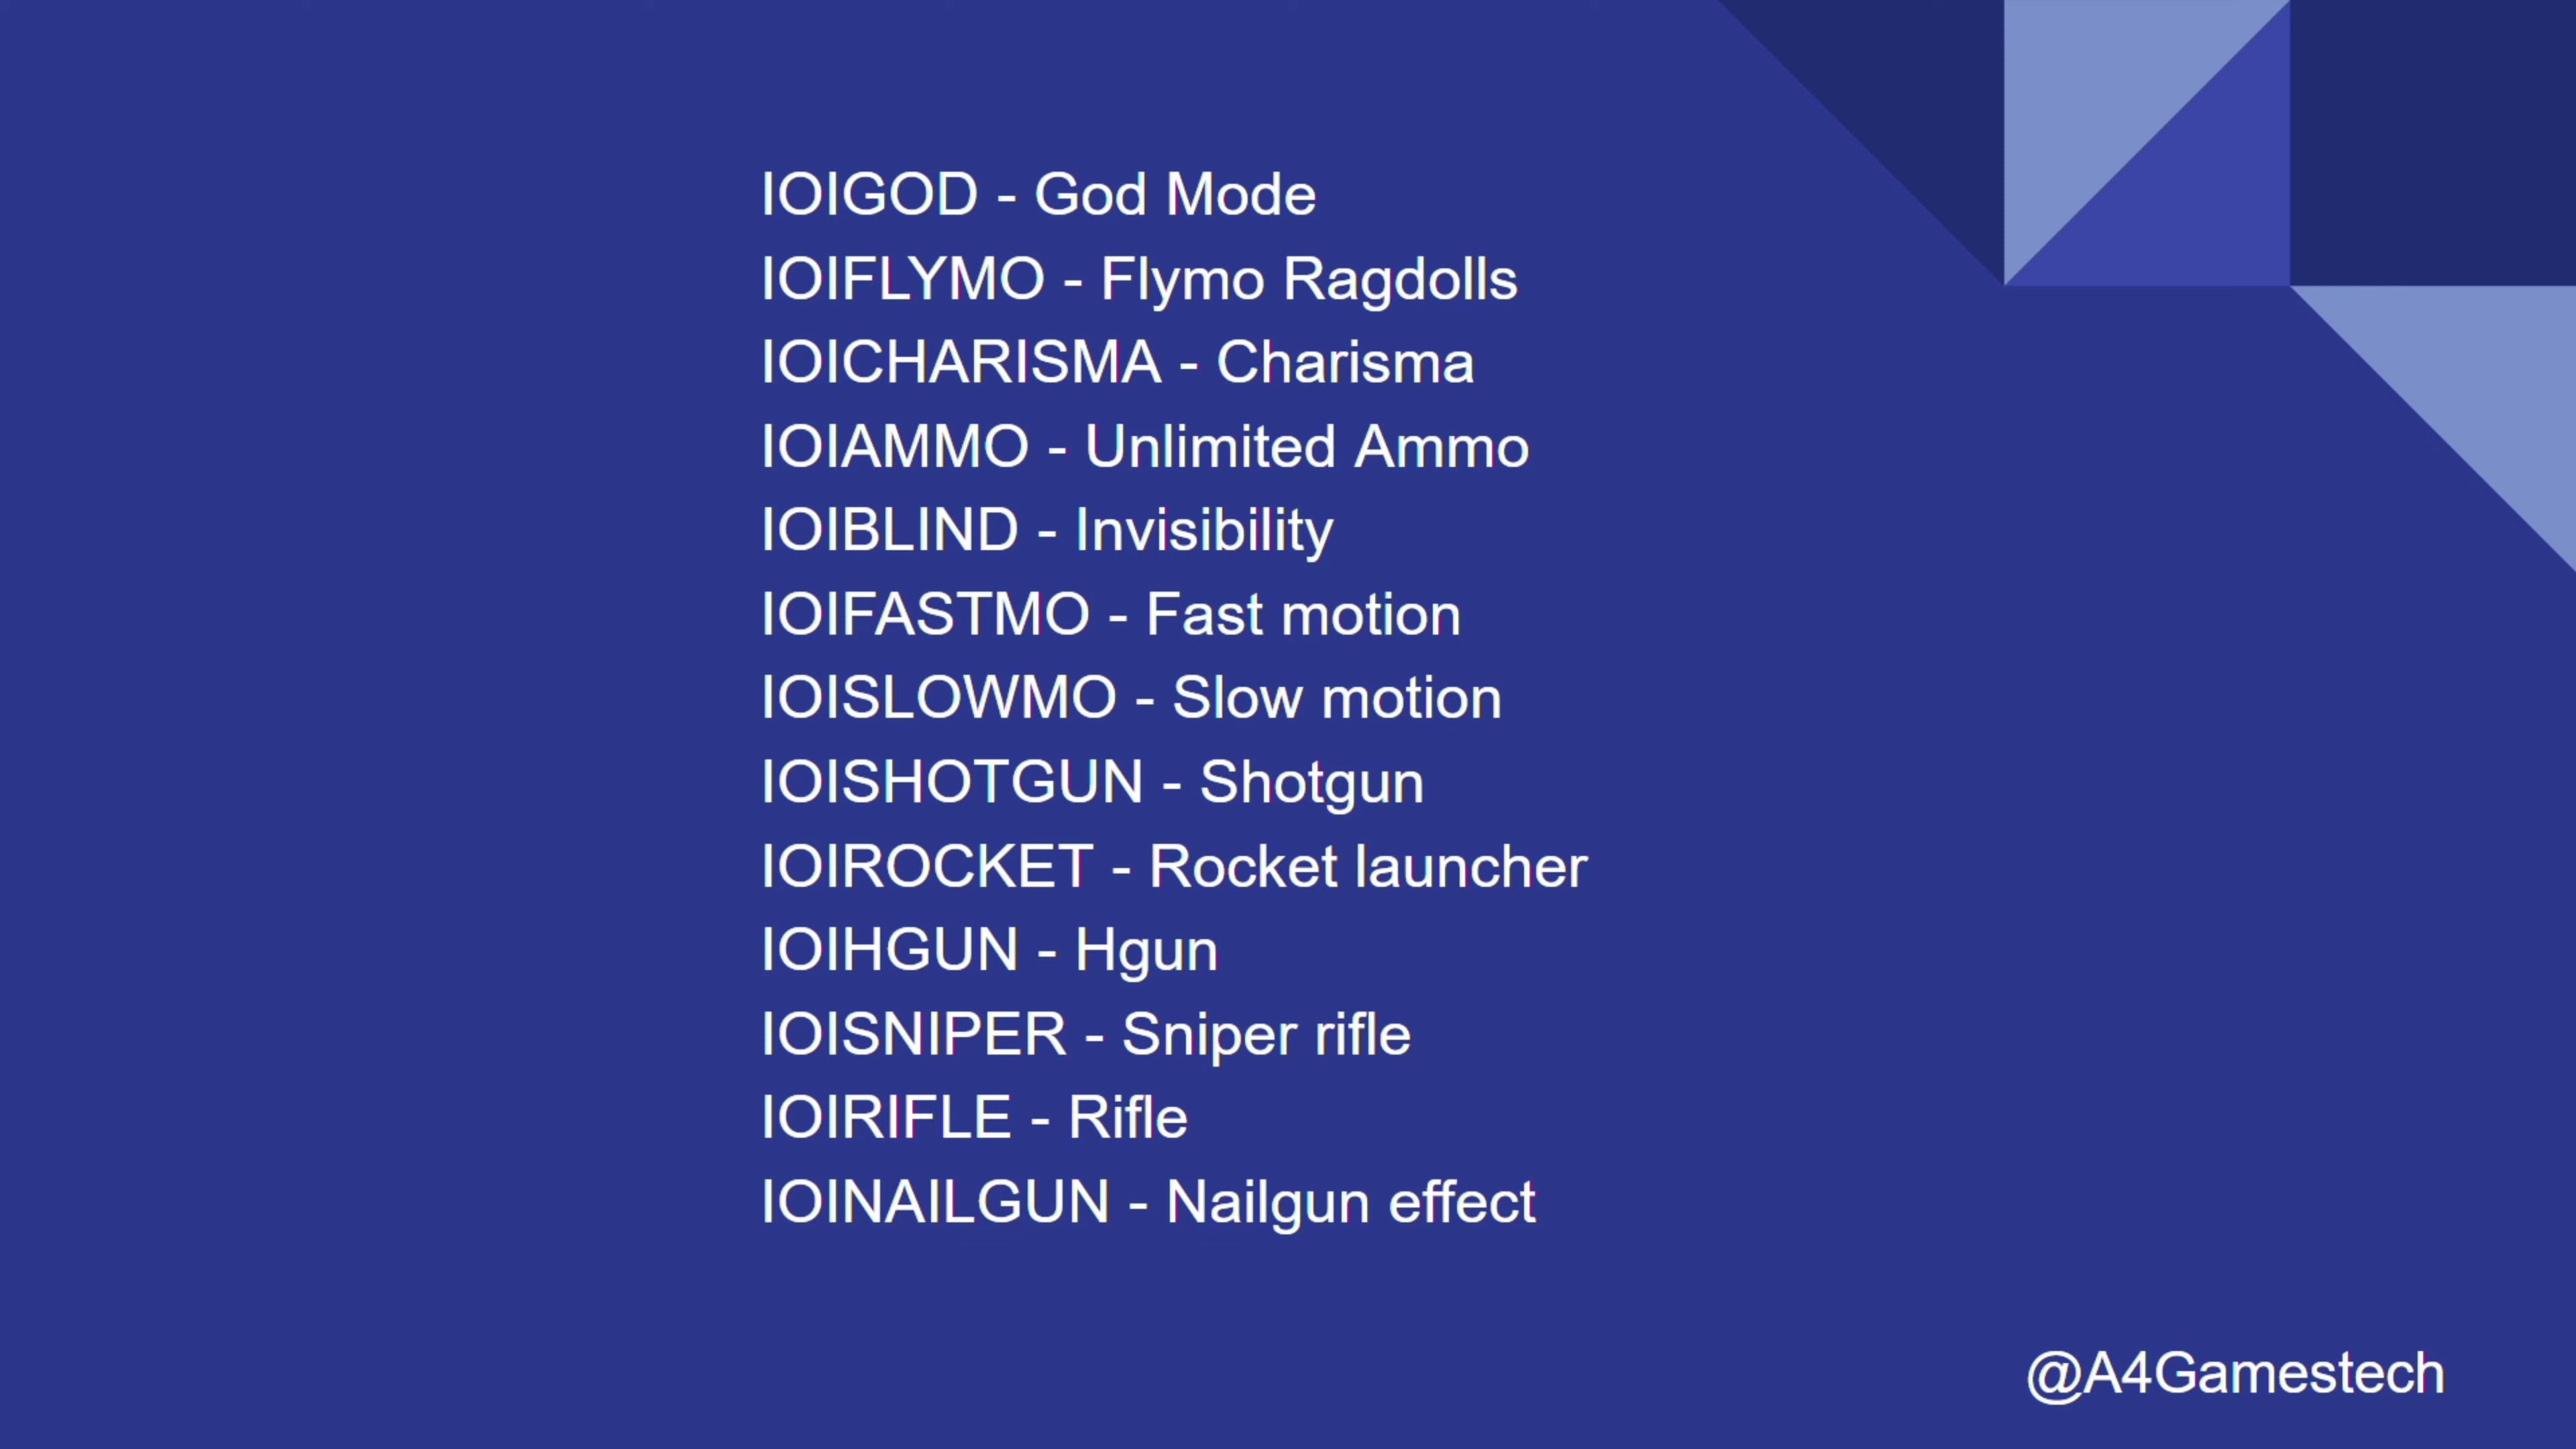 IOIGOD - God Mode
IOIFLYMO - Flymo Ragdolls
IOICHARISMA - Charisma
IOIAMMO - Unlimited Ammo
IOIBLIND - Invisibility
IOIFASTMO - Fast motion
IOISLOWMO - Slow motion
IOISHOTGUN - Shotgun
IOIROCKET - Rocket launcher
IOIHGUN - Hgun
IOISNIPER - Sniper rifle
IOIRIFLE - Rifle
IOINAILGUN - Nailgun effect
@A4Gamestech